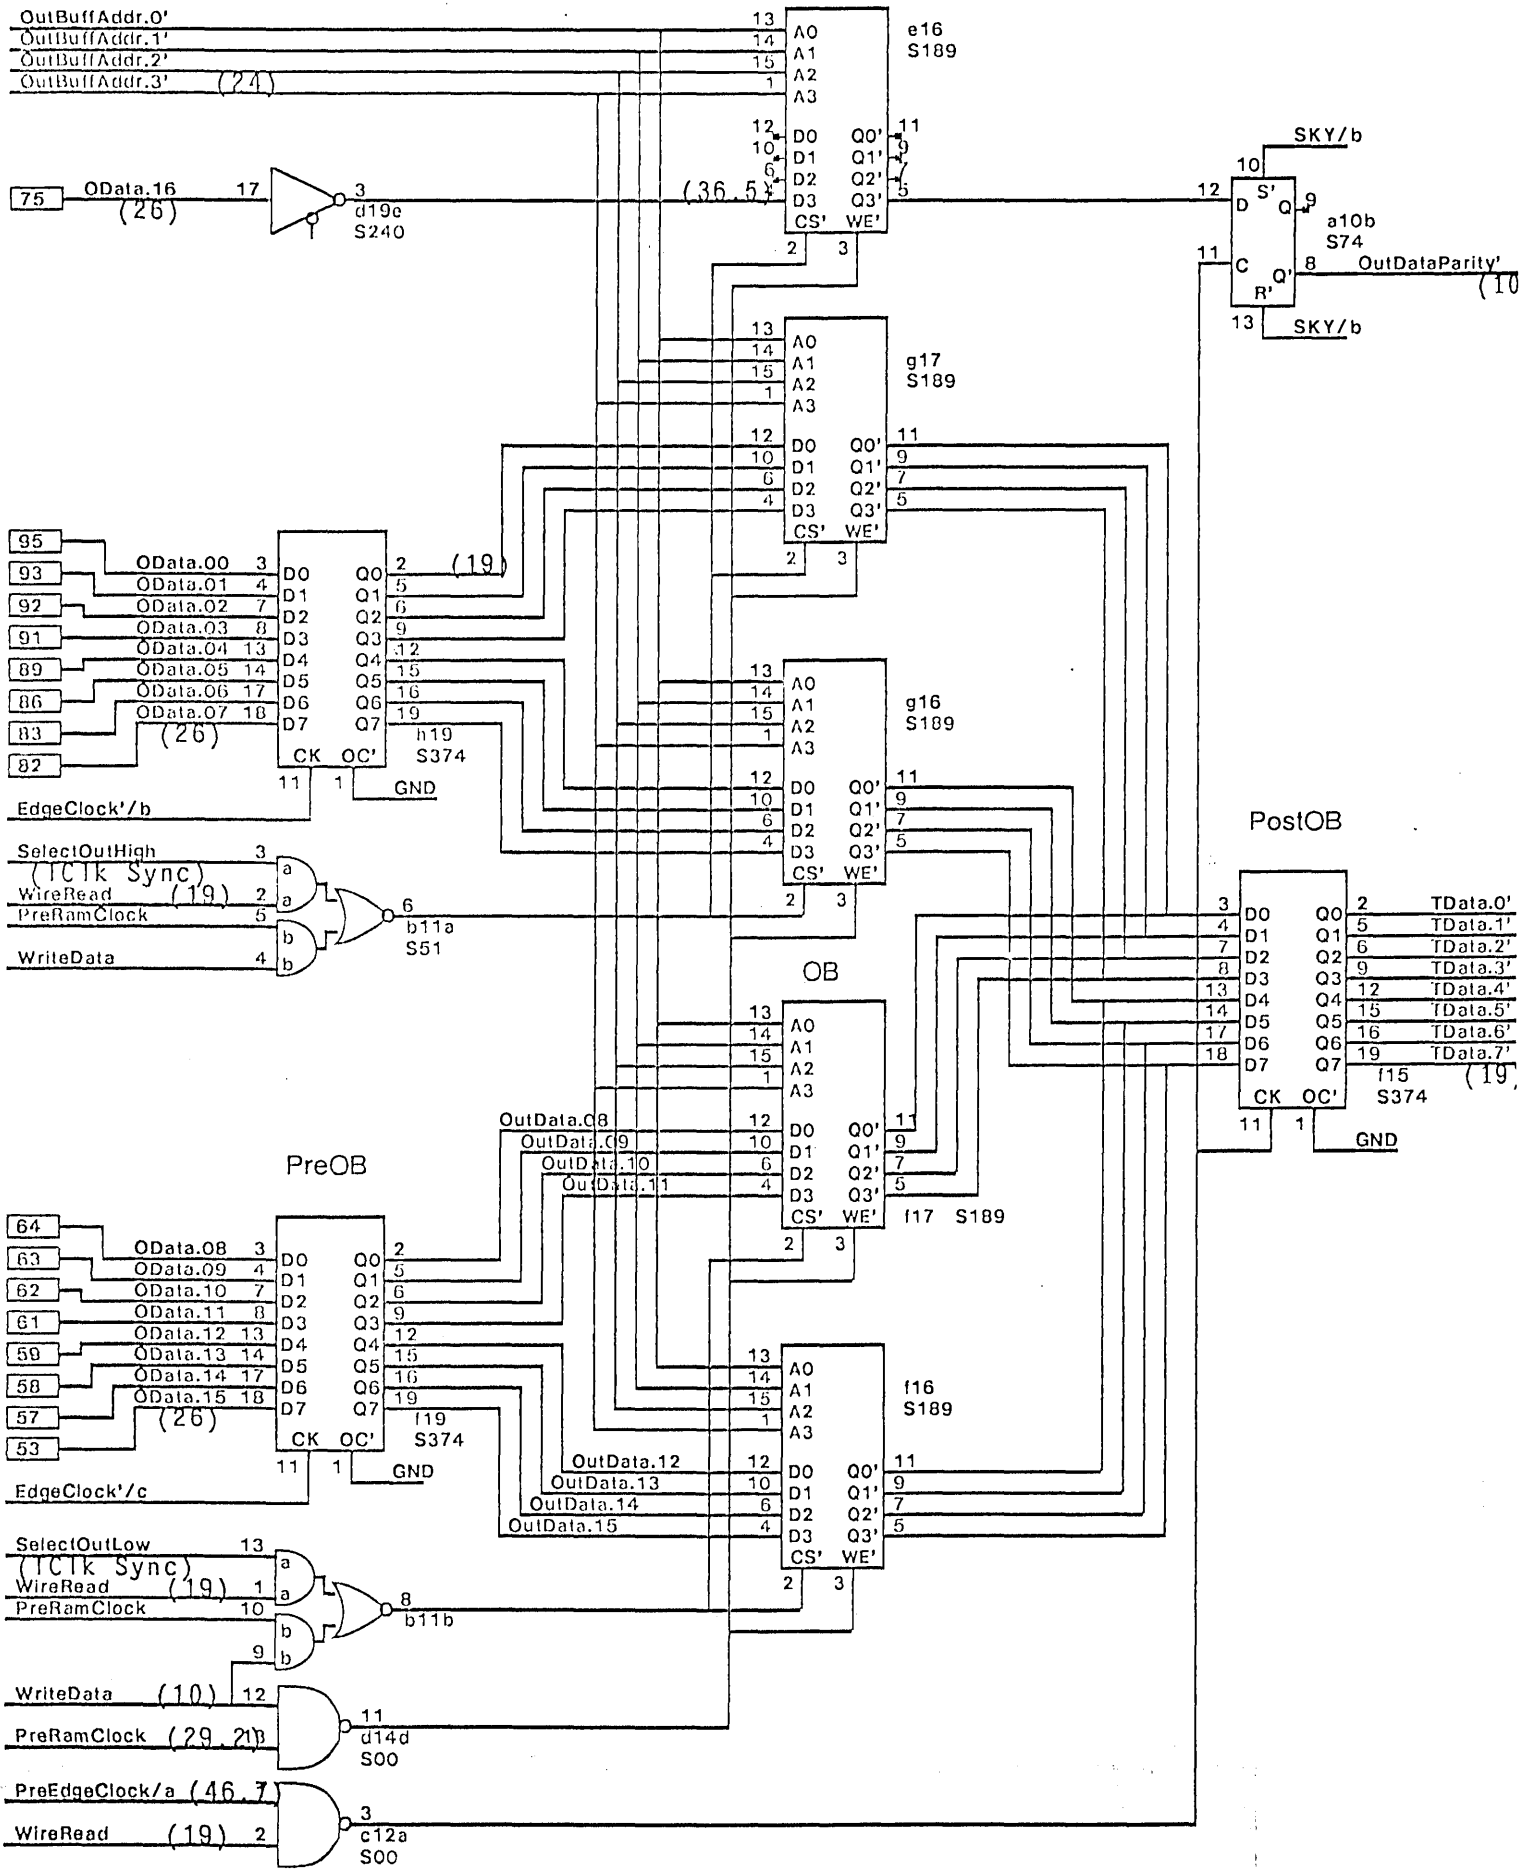 OutBuffAddr.0'
OutBuffAddr.1'
OutBuffAddr.2'
OutBuffAddr.3' (24)
13 A0
14 A1
15 A2
1 A3
e16
S189
12 D0 Q0' 11
10 D1 Q1' 9
6 D2 Q2' 7
(36.5) D3 Q3' 5
CS' WE'
2 3
75 OData.16 17 3
(26)
d19e
S240
SKY/b
10
12 D S' Q 9
a10b
S74
11 C Q' 8 OutDataParity'
(10
R'
13 SKY/b
13 A0
14 A1
15 A2
1 A3
g17
S189
12 D0 Q0' 11
10 D1 Q1' 9
6 D2 Q2' 7
4 D3 Q3' 5
CS' WE'
2 3
95 OData.00 3 D0 Q0 2 (19)
93 OData.01 4 D1 Q1 5
92 OData.02 7 D2 Q2 6
91 OData.03 8 D3 Q3 9
89 OData.04 13 D4 Q4 12
86 OData.05 14 D5 Q5 15
83 OData.06 17 D6 Q6 16
82 OData.07 18 D7 Q7 19
(26)
h19
S374
CK OC'
11 1 GND
EdgeClock'/b
13 A0
14 A1
15 A2
1 A3
g16
S189
12 D0 Q0' 11
10 D1 Q1' 9
6 D2 Q2' 7
4 D3 Q3' 5
CS' WE'
2 3
SelectOutHigh 3 a
(TClk Sync)
WireRead (19) 2 a
PreRamClock 5 b
WriteData 4 b
6
b11a
S51
PostOB
3 D0 Q0 2 TData.0'
4 D1 Q1 5 TData.1'
7 D2 Q2 6 TData.2'
8 D3 Q3 9 TData.3'
13 D4 Q4 12 TData.4'
14 D5 Q5 15 TData.5'
17 D6 Q6 16 TData.6'
18 D7 Q7 19 TData.7'
(19)
f15
S374
CK OC'
11 1 GND
OB
13 A0
14 A1
15 A2
1 A3
OutData.08 12 D0 Q0' 11
OutData.09 10 D1 Q1' 9
OutData.10 6 D2 Q2' 7
OutData.11 4 D3 Q3' 5
CS' WE'
f17 S189
2 3
PreOB
64 OData.08 3 D0 Q0 2
63 OData.09 4 D1 Q1 5
62 OData.10 7 D2 Q2 6
61 OData.11 8 D3 Q3 9
59 OData.12 13 D4 Q4 12
58 OData.13 14 D5 Q5 15
57 OData.14 17 D6 Q6 16
53 OData.15 18 D7 Q7 19
(26)
f19
S374
CK OC'
11 1 GND
EdgeClock'/c
13 A0
14 A1
15 A2
1 A3
f16
S189
OutData.12 12 D0 Q0' 11
OutData.13 10 D1 Q1' 9
OutData.14 6 D2 Q2' 7
OutData.15 4 D3 Q3' 5
CS' WE'
2 3
SelectOutLow 13 a
(TClk Sync)
WireRead (19) 1 a
PreRamClock 10 b
9 b
8
b11b
WriteData (10) 12
PreRamClock (29.2)
11
d14d
S00
PreEdgeClock/a (46.7)
WireRead (19) 2
3
c12a
S00